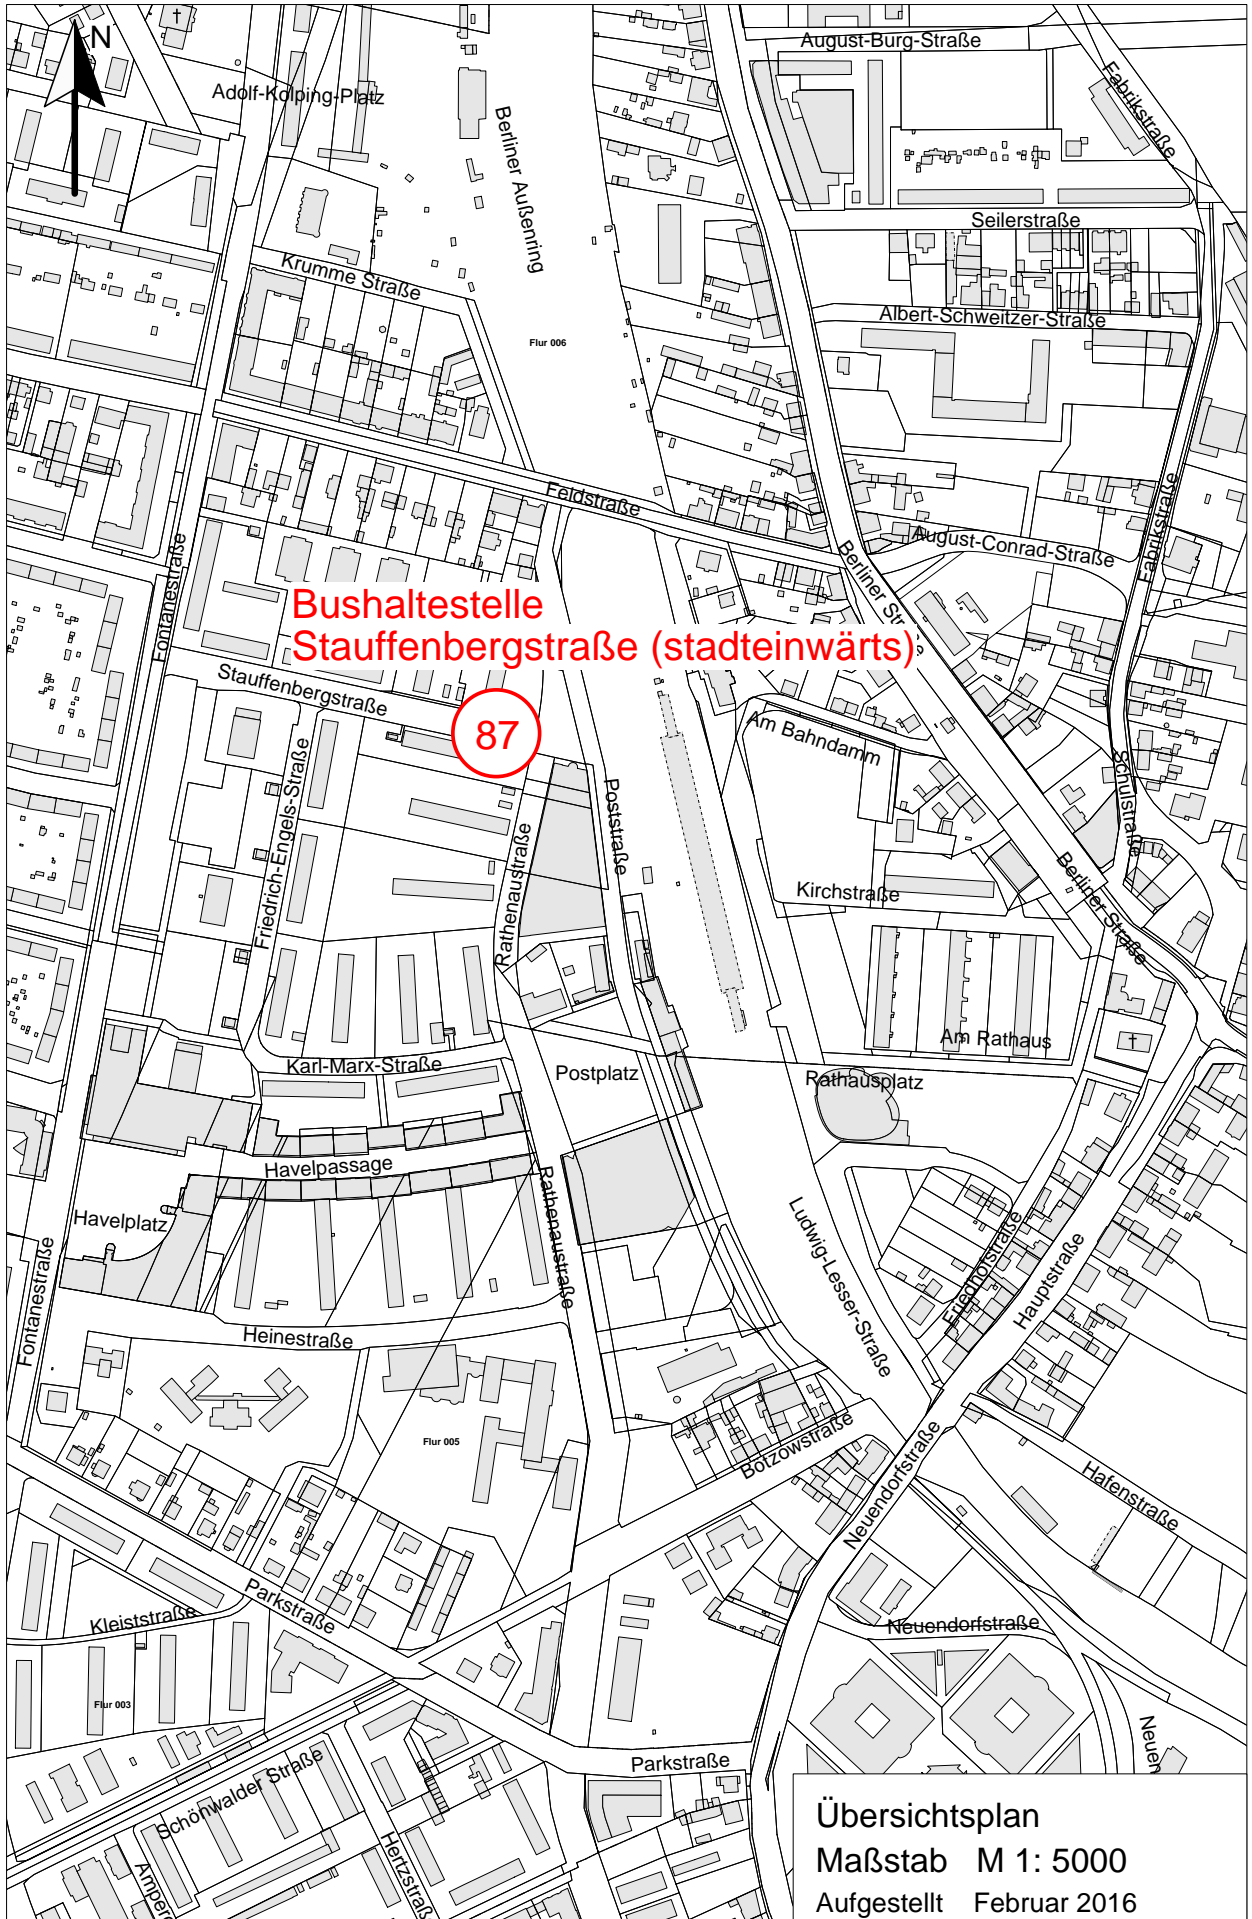 N
August-Burg-Straße
Adolf-Kolping-Platz
Fabrikstraße
Berliner Außenring
Seilerstraße
Krumme Straße
Albert-Schweitzer-Straße
Flur 006
Feldstraße
Fabrikstraße
August-Conrad-Straße
Fontanestraße
Berliner Straße
Bushaltestelle
Stauffenbergstraße (stadteinwärts)
Stauffenbergstraße
87
Am Bahndamm
Friedrich-Engels-Straße
Poststraße
Schulstraße
Rathenaustraße
Kirchstraße
Berliner Straße
Am Rathaus
Karl-Marx-Straße
Postplatz
Rathausplatz
Havelpassage
Havelplatz
Rathenaustraße
Ludwig-Lesser-Straße
Friedhofstraße
Hauptstraße
Fontanestraße
Heinestraße
Flur 005
Botzowstraße
Neuendorfstraße
Hafenstraße
Parkstraße
Kleiststraße
Neuendorfstraße
Flur 003
Neuen
Parkstraße
Schönwalder Straße
Hertzstraß
Amper
Übersichtsplan
Maßstab M 1: 5000
Aufgestellt Februar 2016